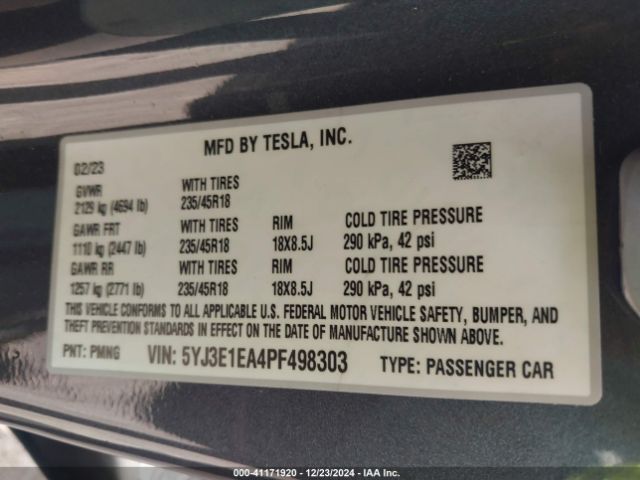 MFD BY TESLA, INC.
02/23
GVWR WITH TIRES
2129 kg (4694 lb) 235/45R18
GAWR FRT WITH TIRES RIM COLD TIRE PRESSURE
1110 kg (2447 lb) 235/45R18 18X8.5J 290 kPa, 42 psi
GAWR RR WITH TIRES RIM COLD TIRE PRESSURE
1257 kg (2771 lb) 235/45R18 18X8.5J 290 kPa, 42 psi
THIS VEHICLE CONFORMS TO ALL APPLICABLE U.S. FEDERAL MOTOR VEHICLE SAFETY, BUMPER, AND
THEFT PREVENTION STANDARDS IN EFFECT ON THE DATE OF MANUFACTURE SHOWN ABOVE.
PNT: PMNG VIN: 5YJ3E1EA4PF498303 TYPE: PASSENGER CAR
000-41171920 - 12/23/2024 - IAA Inc.